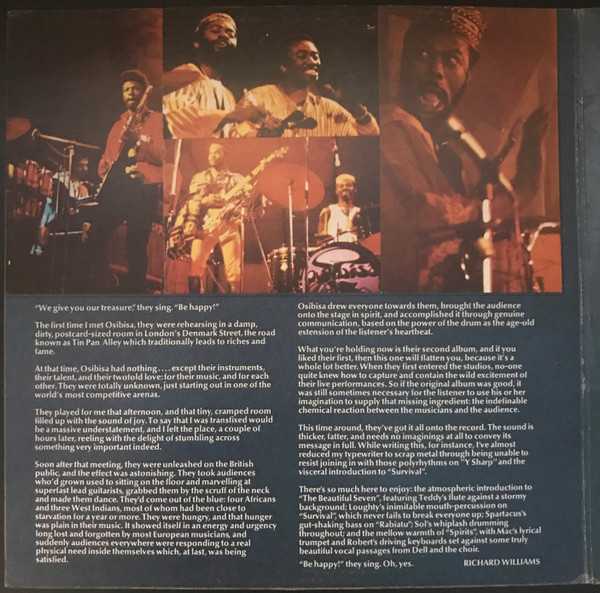 "We give you our treasure," they sing. "Be happy!"
The first time I met Osibisa, they were rehearsing in a damp,
dirty, postcard-sized room in London's Denmark Street, the road
known as Tin Pan Alley which traditionally leads to riches and
fame.
At that time, Osibisa had nothing....except their instruments,
their talent, and their twofold love: for their music, and for each
other. They were totally unknown, just starting out in one of the
world's most competitive arenas.
They played for me that afternoon, and that tiny, cramped room
filled up with the sound of joy. To say that I was transfixed would
be a massive understatement, and I left the place, a couple of
hours later, reeling with the delight of stumbling across
something very important indeed.
Soon after that meeting, they were unleashed on the British
public, and the effect was astonishing. They took audiences
who'd grown used to sitting on the floor and marvelling at
superfast lead guitarists, grabbed them by the scruff of the neck
and made them dance. They'd come out of the blue: four Africans
and three West Indians, most of whom had been close to
starvation for a year or more. They were hungry, and that hunger
was plain in their music. It showed itself in an energy and urgency
long lost and forgotten by most European musicians, and
suddenly audiences everywhere were responding to a real
physical need inside themselves which, at last, was being
satisfied.
Osibisa drew everyone towards them, brought the audience
onto the stage in spirit, and accomplished it through genuine
communication, based on the power of the drum as the age-old
extension of the listener's heartbeat.
What you're holding now is their second album, and if you
liked their first, then this one will flatten you, because it's a
whole lot better. When they first entered the studios, no-one
quite knew how to capture and contain the wild excitement of
their live performances. So if the original album was good, it
was still sometimes necessary for the listener to use his or her
imagination to supply that missing ingredient: the indefinable
chemical reaction between the musicians and the audience.
This time around, they've got it all onto the record. The sound is
thicker, fatter, and needs no imaginings at all to convey its
message in full. While writing this, for instance, I've almost
reduced my typewriter to scrap metal through being unable to
resist joining in with those polyrhythms on "Y Sharp" and the
visceral introduction to "Survival".
There's so much here to enjoy: the atmospheric introduction to
"The Beautiful Seven", featuring Teddy's flute against a stormy
background; Loughty's inimitable mouth-percussion on
"Survival", which never fails to break everyone up; Spartacus's
gut-shaking bass on "Rabiatu"; Sol's whiplash drumming
throughout; and the mellow warmth of "Spirits", with Mac's lyrical
trumpet and Robert's driving keyboards set against some truly
beautiful vocal passages from Dell and the choir.
"Be happy!" they sing. Oh, yes. RICHARD WILLIAMS